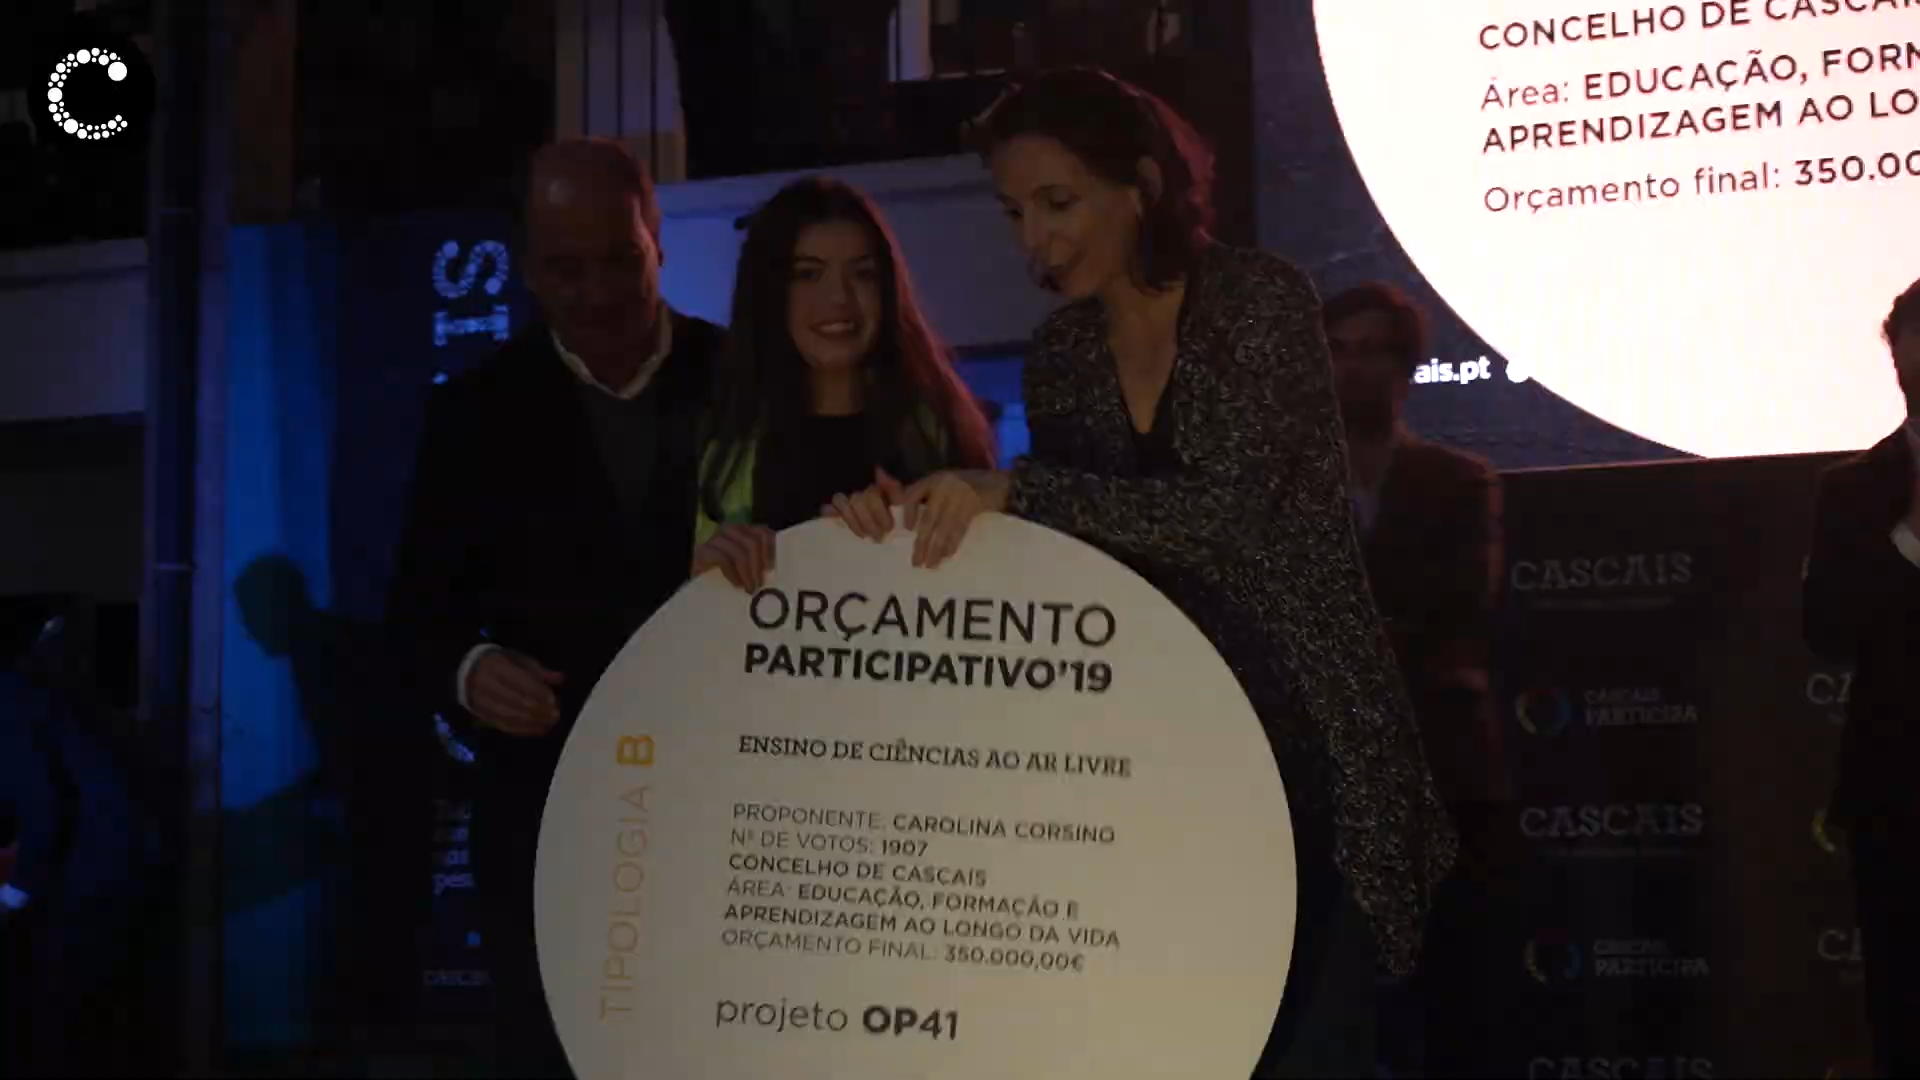 CONCELHO DE CASCAIS
Área: EDUCAÇÃO, FORM
APRENDIZAGEM AO LO
Orçamento final: 350.00
ais.pt
ORÇAMENTO
PARTICIPATIVO'19
ENSINO DE CIÊNCIAS AO AR LIVRE
TIPOLOGIA B
PROPONENTE: CAROLINA CORSINO
Nº DE VOTOS: 1907
CONCELHO DE CASCAIS
ÁREA: EDUCAÇÃO, FORMAÇÃO E
APRENDIZAGEM AO LONGO DA VIDA
ORÇAMENTO FINAL: 350.000,00€
projeto OP41
CASCAIS
CASCAIS
PARTICIPA
CASCAIS
CASCAIS
PARTICIPA
CASCAIS